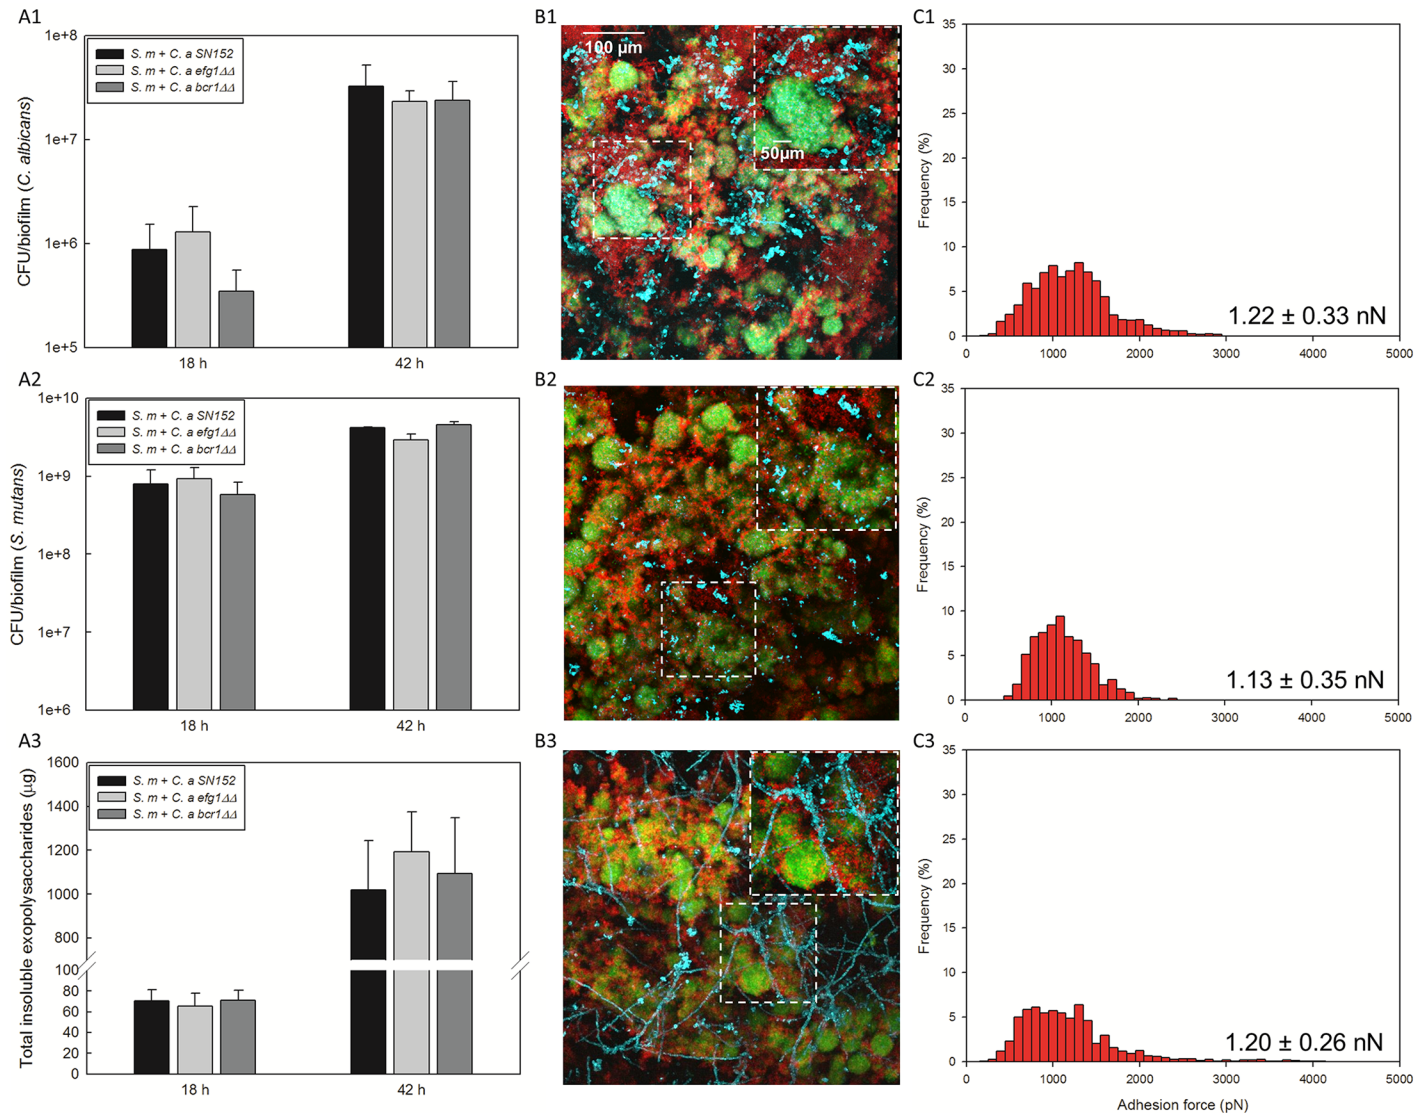 A1
1e+8
1e+7
1e+6
1e+5
CFU/biofilm (C. albicans)
S. m + C. a SN152
S. m + C. a efg1ΔΔ
S. m + C. a bcr1ΔΔ
18 h
42 h
B1
100 µm
50µm
C1
35
30
25
20
15
10
5
0
Frequency (%)
1.22 ± 0.33 nN
0
1000
2000
3000
4000
5000
A2
1e+10
1e+9
1e+8
1e+7
1e+6
CFU/biofilm (S. mutans)
S. m + C. a SN152
S. m + C. a efg1ΔΔ
S. m + C. a bcr1ΔΔ
18 h
42 h
B2
C2
35
30
25
20
15
10
5
0
Frequency (%)
1.13 ± 0.35 nN
0
1000
2000
3000
4000
5000
A3
1600
1400
1200
1000
800
100
80
60
40
20
0
Total insoluble exopolysaccharides (µg)
S. m + C. a SN152
S. m + C. a efg1ΔΔ
S. m + C. a bcr1ΔΔ
18 h
42 h
B3
C3
35
30
25
20
15
10
5
0
Frequency (%)
1.20 ± 0.26 nN
0
1000
2000
3000
4000
5000
Adhesion force (pN)